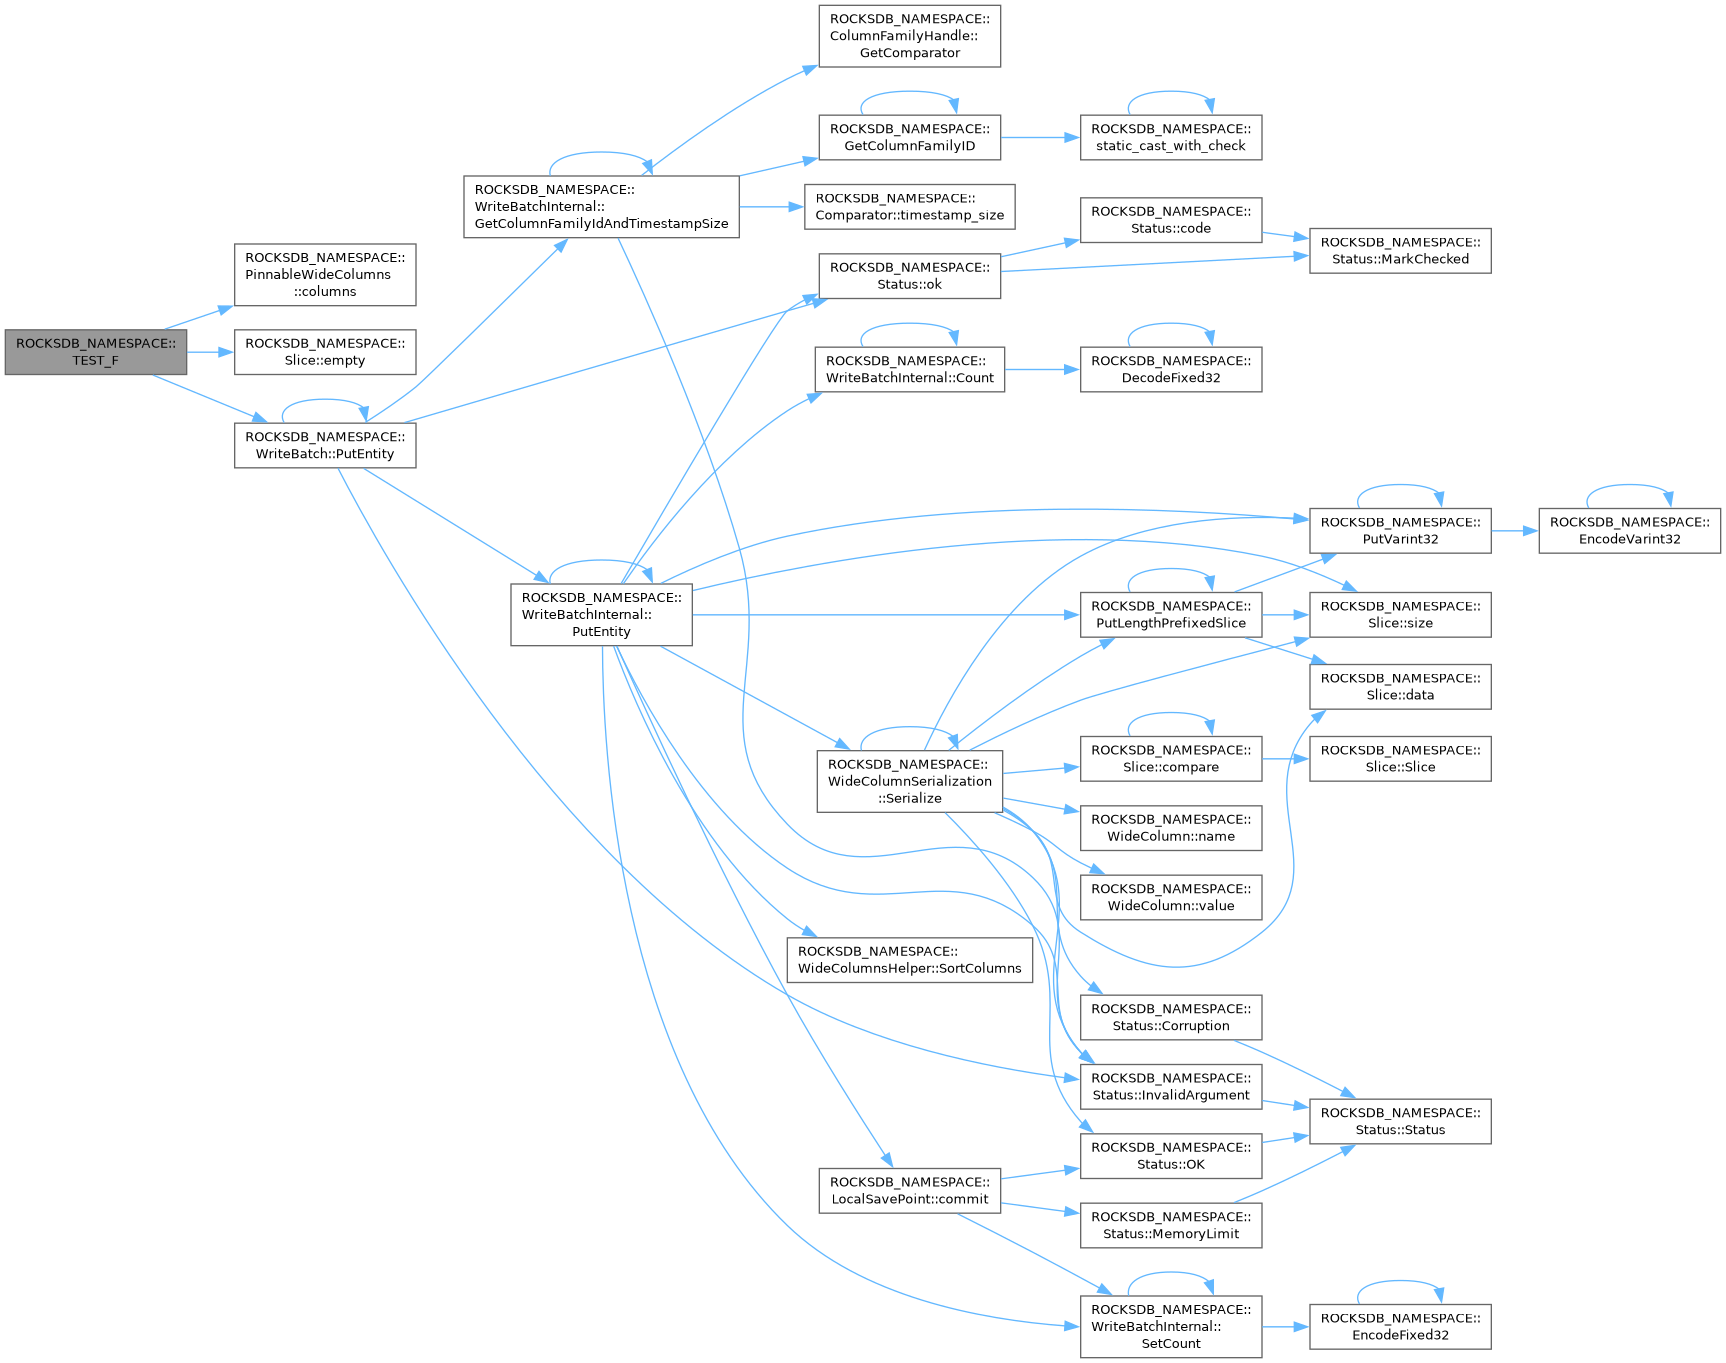 ROCKSDB_NAMESPACE::
TEST_F
ROCKSDB_NAMESPACE::
PinnableWideColumns
::columns
ROCKSDB_NAMESPACE::
Slice::empty
ROCKSDB_NAMESPACE::
WriteBatch::PutEntity
ROCKSDB_NAMESPACE::
WriteBatchInternal::
GetColumnFamilyIdAndTimestampSize
ROCKSDB_NAMESPACE::
WriteBatchInternal::
PutEntity
ROCKSDB_NAMESPACE::
ColumnFamilyHandle::
GetComparator
ROCKSDB_NAMESPACE::
GetColumnFamilyID
ROCKSDB_NAMESPACE::
Comparator::timestamp_size
ROCKSDB_NAMESPACE::
Status::ok
ROCKSDB_NAMESPACE::
WriteBatchInternal::Count
ROCKSDB_NAMESPACE::
WideColumnSerialization
::Serialize
ROCKSDB_NAMESPACE::
WideColumnsHelper::SortColumns
ROCKSDB_NAMESPACE::
LocalSavePoint::commit
ROCKSDB_NAMESPACE::
static_cast_with_check
ROCKSDB_NAMESPACE::
Status::code
ROCKSDB_NAMESPACE::
DecodeFixed32
ROCKSDB_NAMESPACE::
PutLengthPrefixedSlice
ROCKSDB_NAMESPACE::
Slice::compare
ROCKSDB_NAMESPACE::
WideColumn::name
ROCKSDB_NAMESPACE::
WideColumn::value
ROCKSDB_NAMESPACE::
Status::Corruption
ROCKSDB_NAMESPACE::
Status::InvalidArgument
ROCKSDB_NAMESPACE::
Status::OK
ROCKSDB_NAMESPACE::
Status::MemoryLimit
ROCKSDB_NAMESPACE::
WriteBatchInternal::
SetCount
ROCKSDB_NAMESPACE::
Status::MarkChecked
ROCKSDB_NAMESPACE::
PutVarint32
ROCKSDB_NAMESPACE::
Slice::size
ROCKSDB_NAMESPACE::
Slice::data
ROCKSDB_NAMESPACE::
Slice::Slice
ROCKSDB_NAMESPACE::
Status::Status
ROCKSDB_NAMESPACE::
EncodeFixed32
ROCKSDB_NAMESPACE::
EncodeVarint32